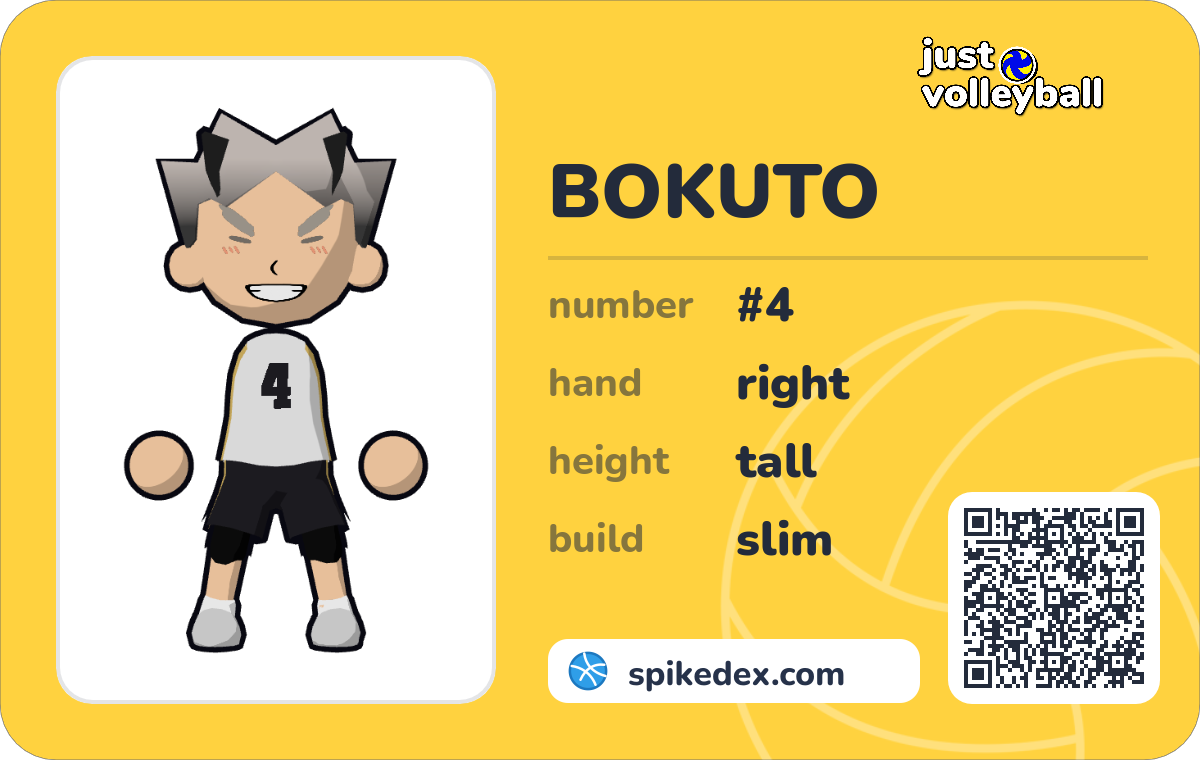 just
volleyball
BOKUTO
number #4
hand right
height tall
build slim
4
spikedex.com